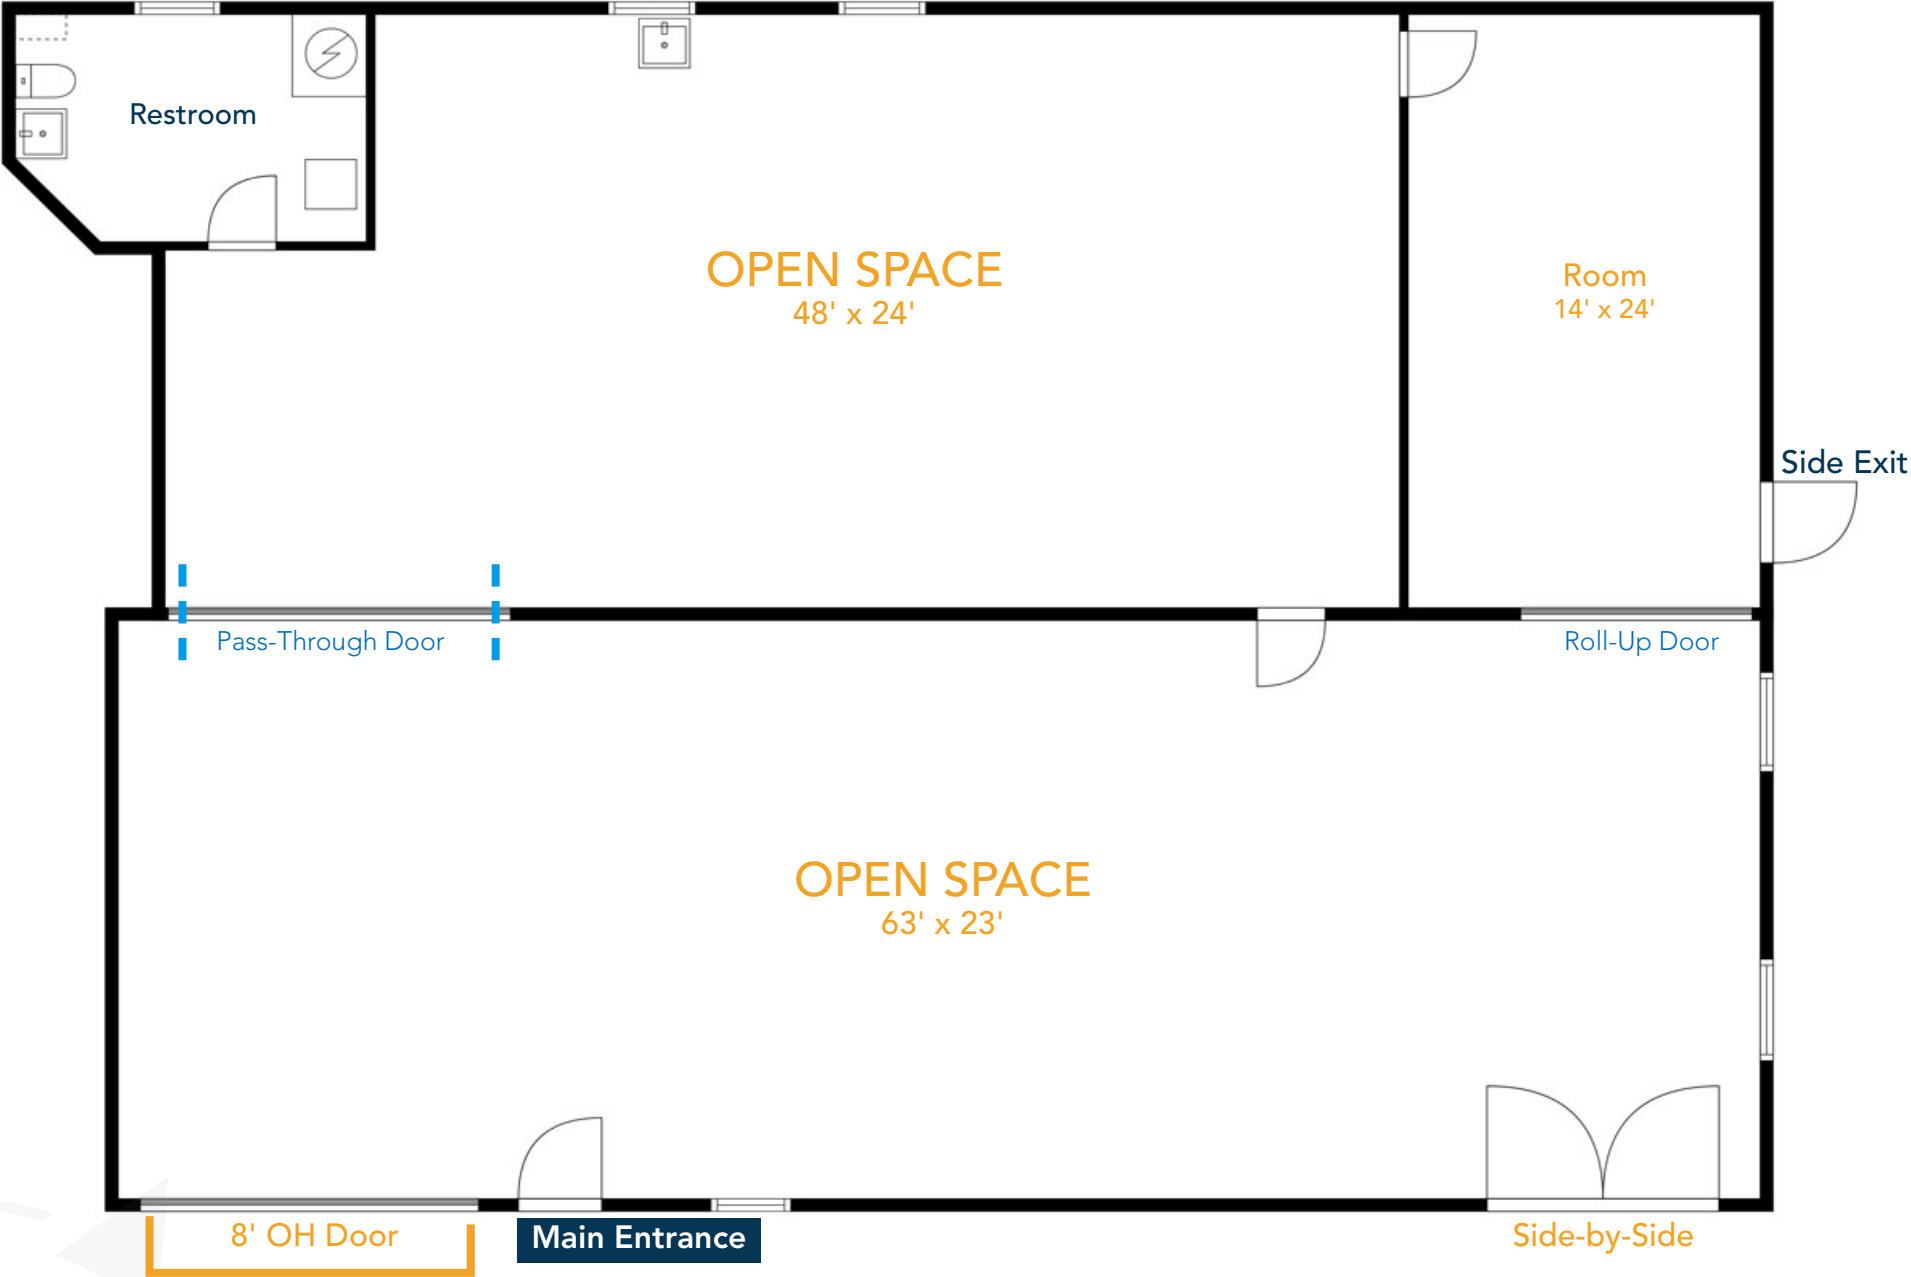 Restroom
OPEN SPACE
48' x 24'
Room
14' x 24'
Side Exit
Pass-Through Door
Roll-Up Door
OPEN SPACE
63' x 23'
8' OH Door
Main Entrance
Side-by-Side